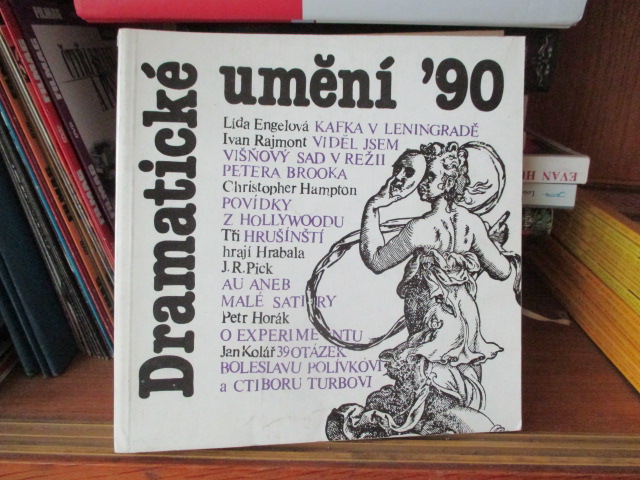 Dramatické
umění '90
Lída Engelová KAFKA V LENINGRADĚ
Ivan Rajmont VIDĚL JSEM
VIŠŇOVÝ SAD V REŽII
PETERA BROOKA
Christopher Hampton
POVÍDKY
Z HOLLYWOODU
Tři HRUŠÍNŠTÍ
hrají Hrabala
J.R.Pick
AU ANEB
MALÉ SATIRY
Petr Horák
O EXPERIMENTU
Jan Kolář 39 OTÁZEK
BOLESLAVU POLÍVKOVI
a CTIBORU TURBOVI
EVAN HU